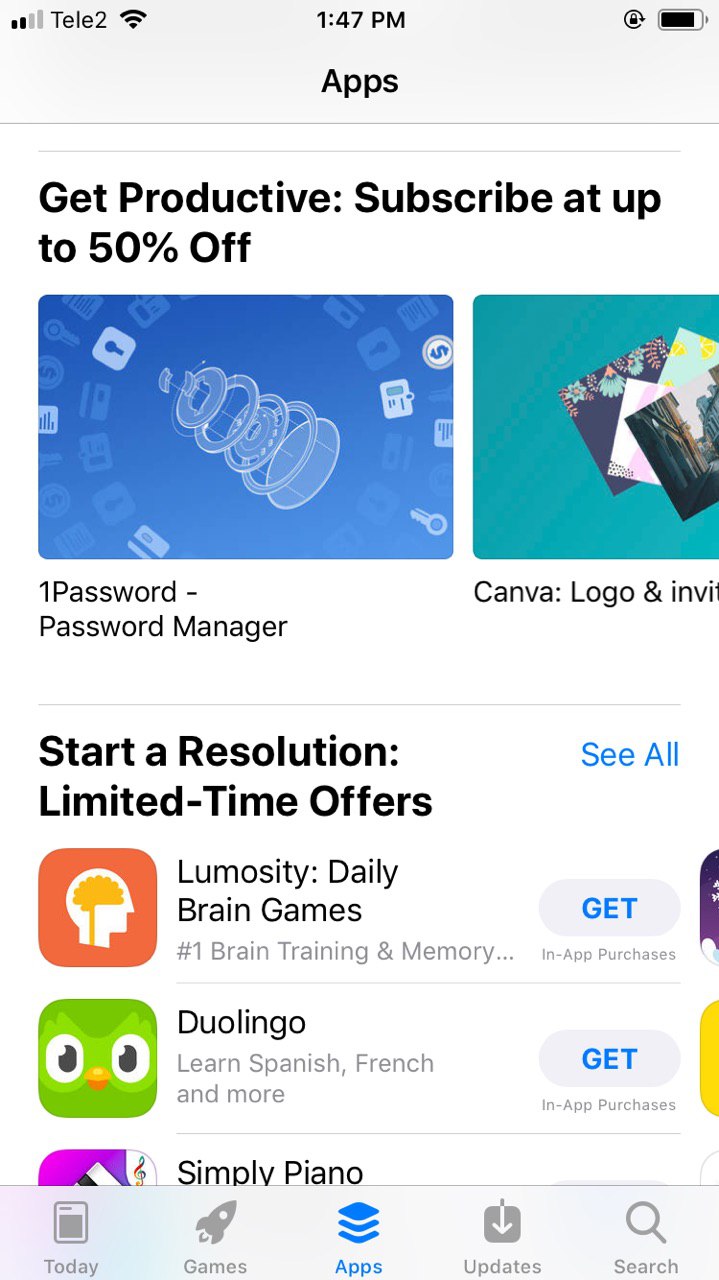 Tele2
1:47 PM
Apps
Get Productive: Subscribe at up
to 50% Off
1Password -
Password Manager
Canva: Logo & invit
Start a Resolution:
Limited-Time Offers
See All
Lumosity: Daily
Brain Games
#1 Brain Training & Memory...
GET
In-App Purchases
Duolingo
Learn Spanish, French
and more
GET
In-App Purchases
Simply Piano
Today
Games
Apps
Updates
Search